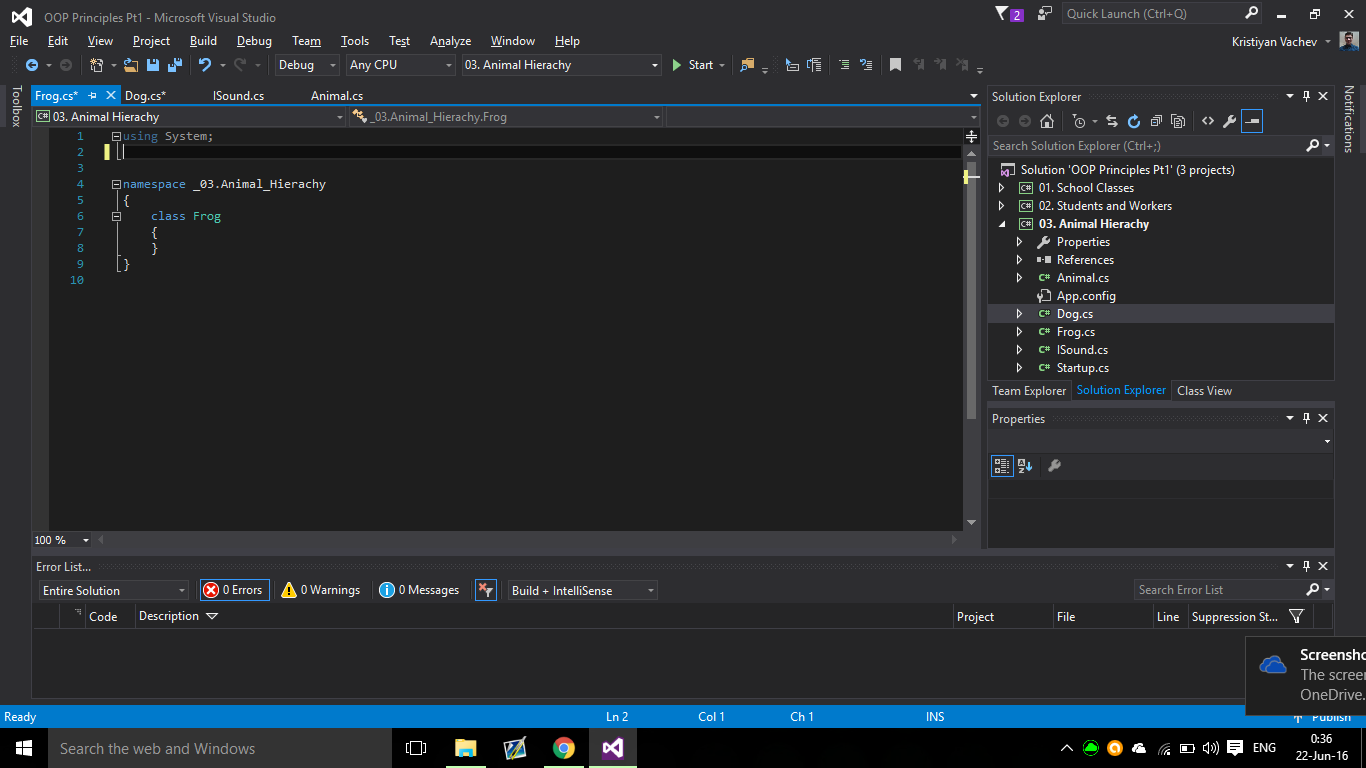 OOP Principles Pt1 - Microsoft Visual Studio
2
Quick Launch (Ctrl+Q)
File Edit View Project Build Debug Team Tools Test Analyze Window Help
Kristiyan Vachev
Debug Any CPU 03. Animal Hierachy Start
Toolbox
Frog.cs* Dog.cs* ISound.cs Animal.cs
C# 03. Animal Hierachy _03.Animal_Hierachy.Frog
1 using System;
2
3
4 namespace _03.Animal_Hierachy
5 {
6 class Frog
7 {
8 }
9 }
10
100 %
Solution Explorer
Notifications
Search Solution Explorer (Ctrl+;)
Solution 'OOP Principles Pt1' (3 projects)
C# 01. School Classes
C# 02. Students and Workers
C# 03. Animal Hierachy
Properties
References
C# Animal.cs
App.config
C# Dog.cs
C# Frog.cs
C# ISound.cs
C# Startup.cs
Team Explorer Solution Explorer Class View
Properties
Error List...
Entire Solution 0 Errors 0 Warnings 0 Messages Build + IntelliSense Search Error List
Code Description Project File Line Suppression St...
Screensho
The screen
OneDrive.
Ready Ln 2 Col 1 Ch 1 INS Publish
Search the web and Windows
ENG
0:36
22-Jun-16